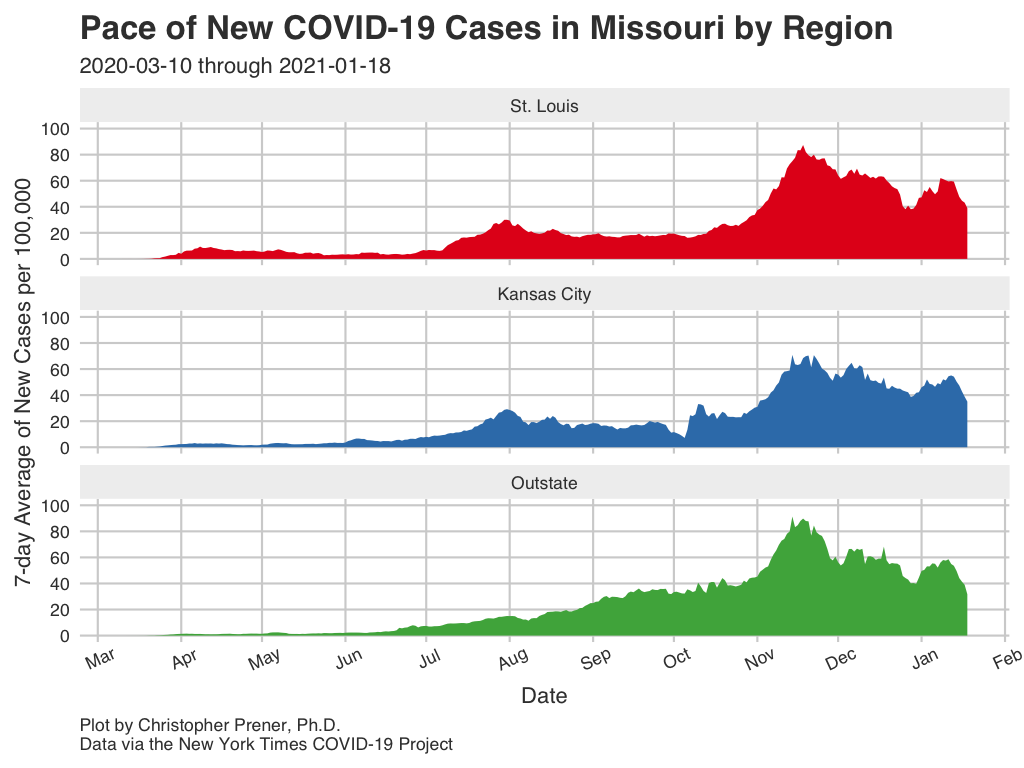 Pace of New COVID-19 Cases in Missouri by Region
2020-03-10 through 2021-01-18
7-day Average of New Cases per 100,000
St. Louis
100
80
60
40
20
0
Kansas City
100
80
60
40
20
0
Outstate
100
80
60
40
20
0
Mar Apr May Jun Jul Aug Sep Oct Nov Dec Jan Feb
Date
Plot by Christopher Prener, Ph.D.
Data via the New York Times COVID-19 Project